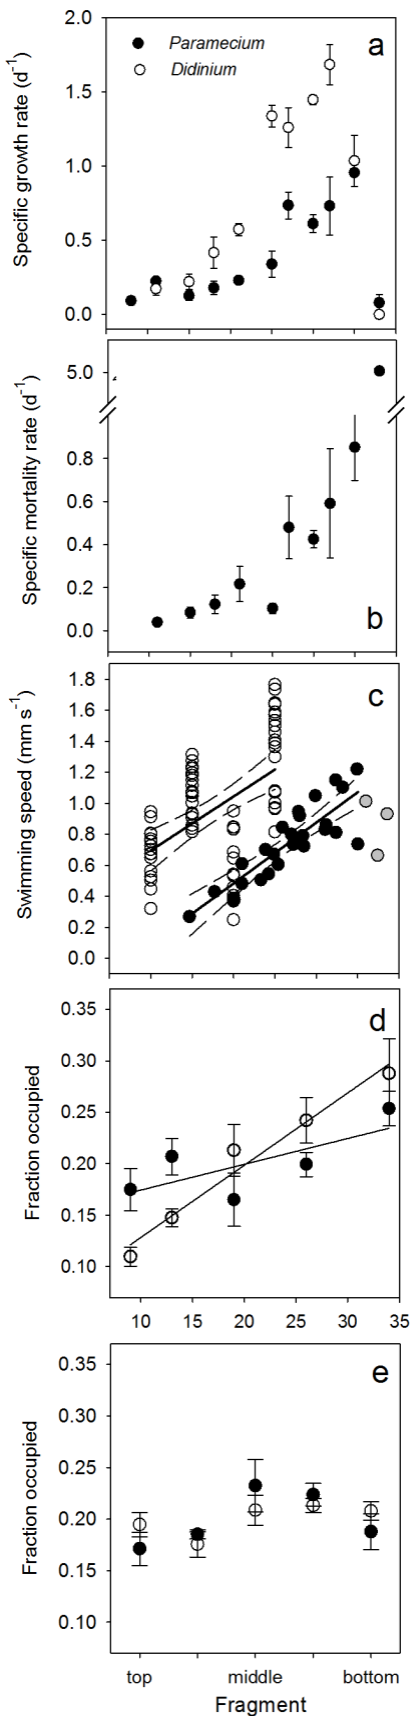 2.0
a
Paramecium
Didinium
1.5
1.0
0.5
0.0
Specific growth rate (d⁻¹)
5.0
0.8
0.6
0.4
0.2
0.0
b
Specific mortality rate (d⁻¹)
1.8
c
1.6
1.4
1.2
1.0
0.8
0.6
0.4
0.2
0.0
Swimming speed (mm s⁻¹)
0.35
d
0.30
0.25
0.20
0.15
0.10
Fraction occupied
10 15 20 25 30 35
0.35
e
0.30
0.25
0.20
0.15
0.10
Fraction occupied
top middle bottom
Fragment